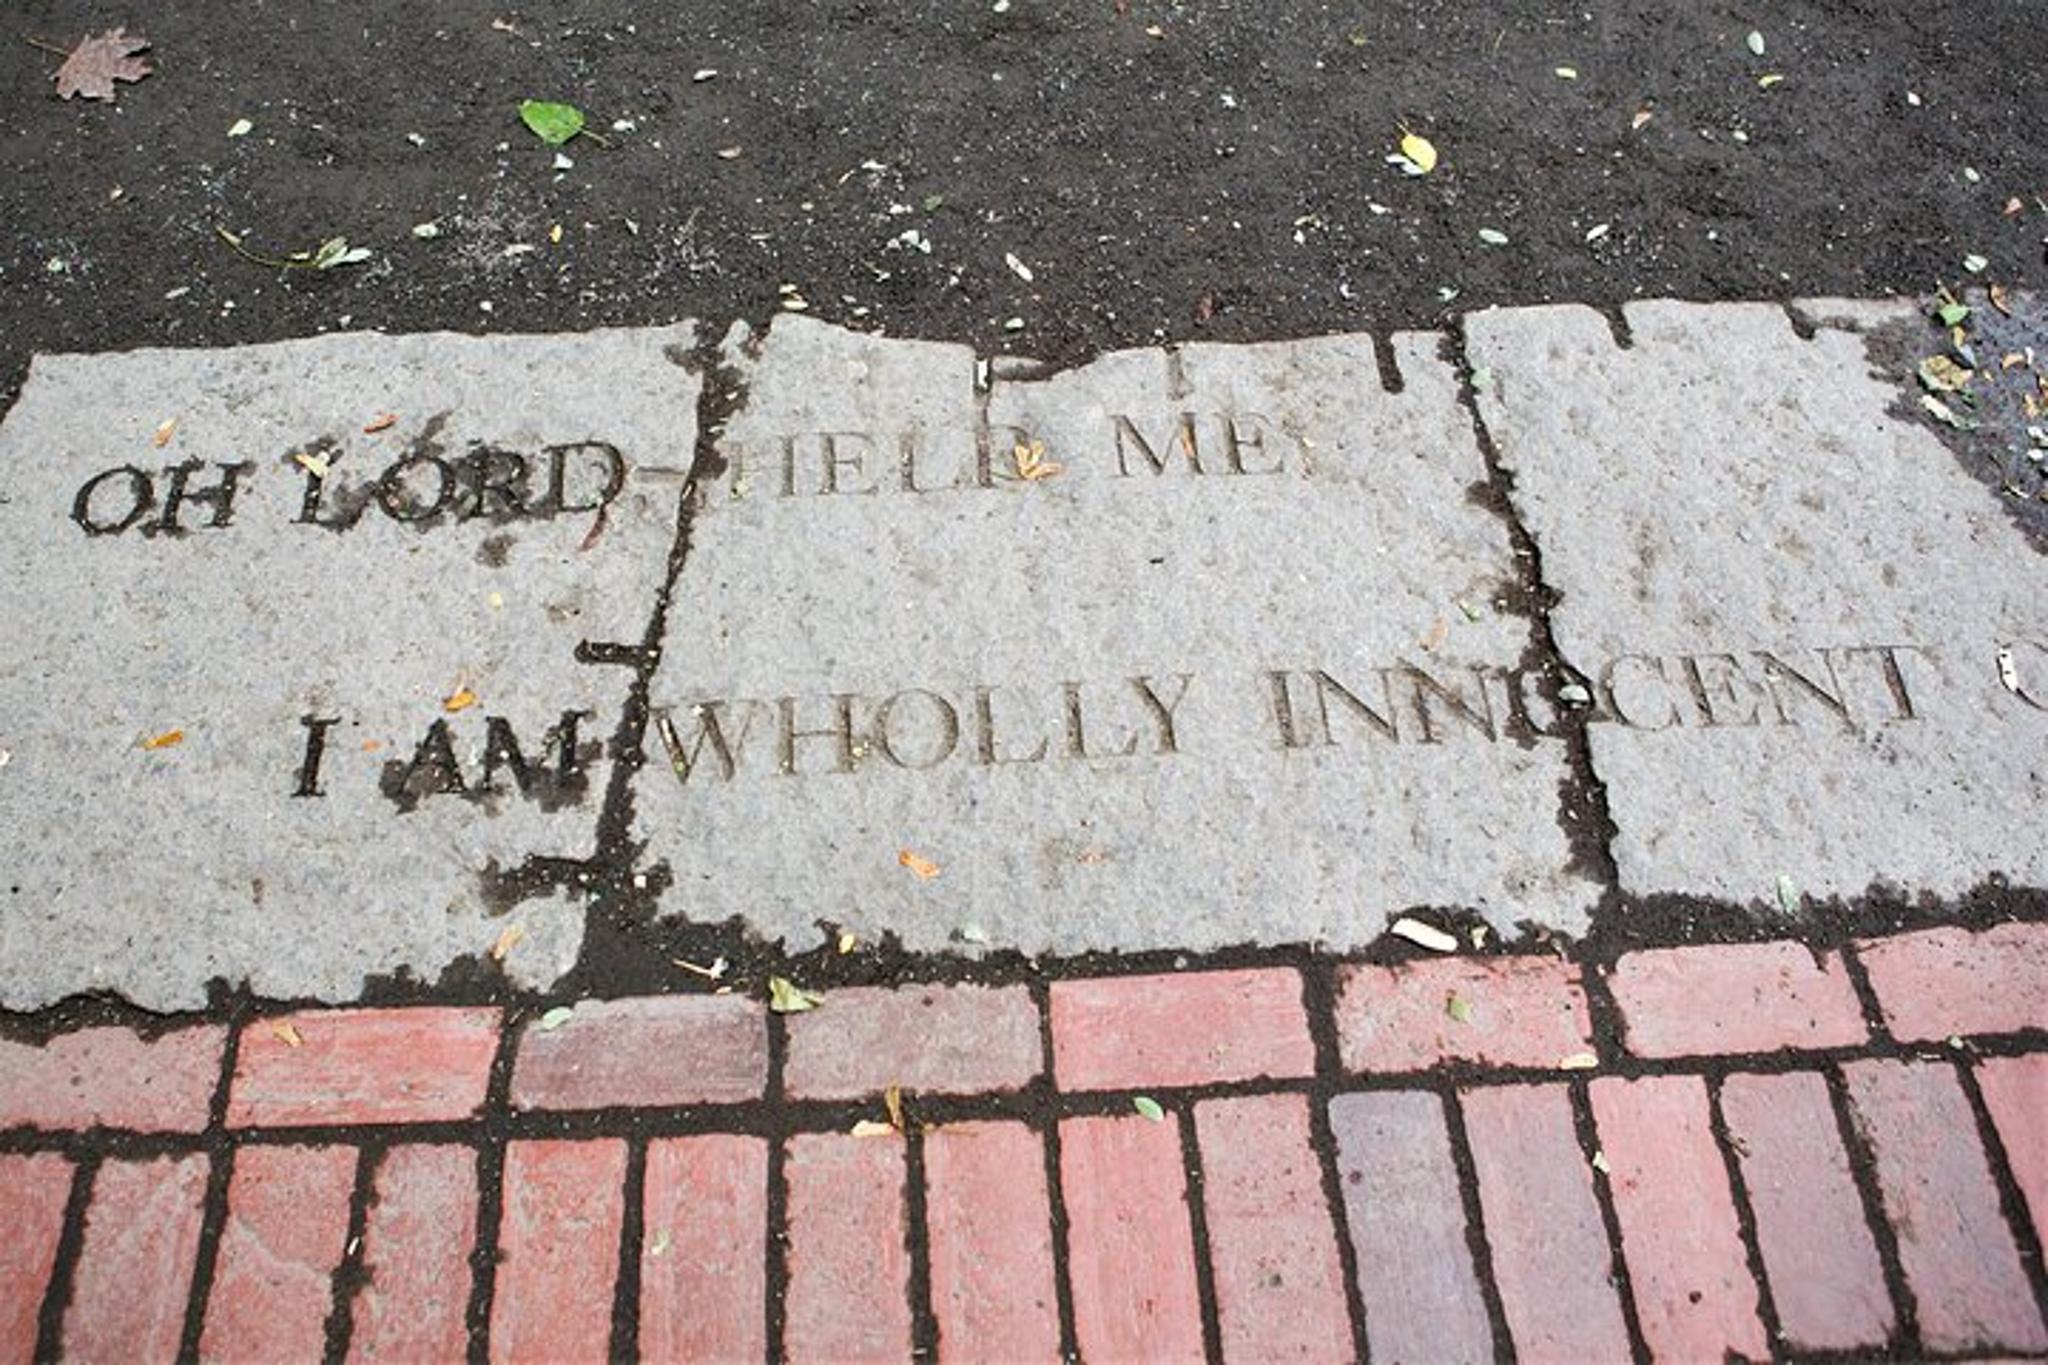 OH LORD-HELP ME!
I AM WHOLLY INNOCENT